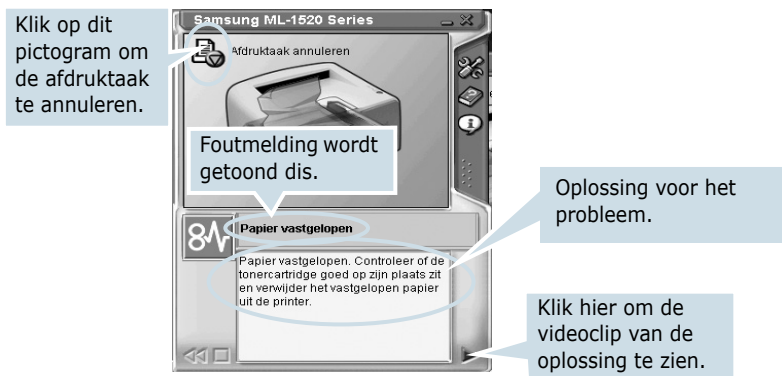 Klik op dit
pictogram om
de afdruktaak
te annuleren.
Samsung ML-1520 Series
Afdruktaak annuleren
Foutmelding wordt
getoond dis.
Oplossing voor het
probleem.
Papier vastgelopen
Papier vastgelopen. Controleer of de
tonercartridge goed op zijn plaats zit
en verwijder het vastgelopen papier
uit de printer.
Klik hier om de
videoclip van de
oplossing te zien.